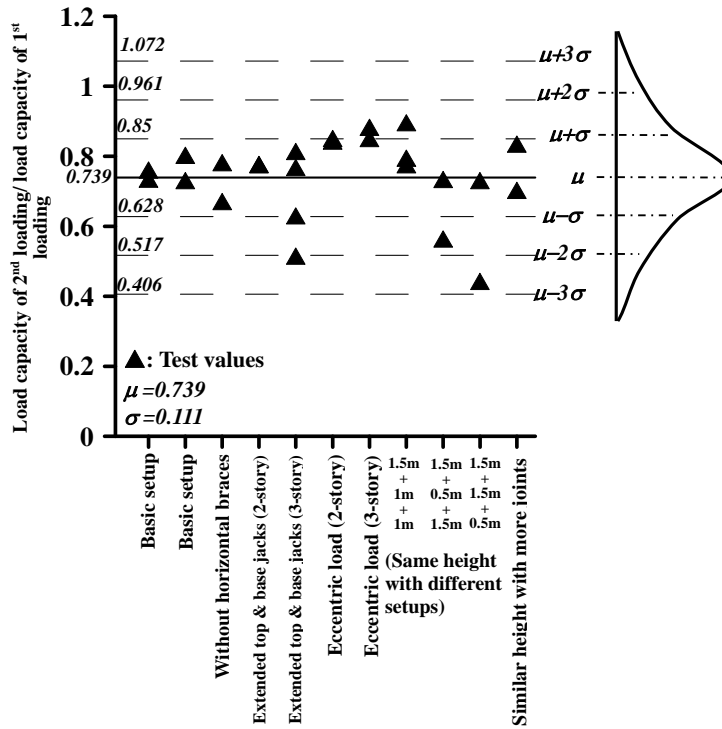 Load capacity of 2nd loading/ load capacity of 1st
loading
1.2
1
0.8
0.739
0.6
0.4
0.2
0
1.072
0.961
0.85
0.628
0.517
0.406
μ+3σ
μ+2σ
μ+σ
μ
μ−σ
μ−2σ
μ−3σ
▲: Test values
μ=0.739
σ=0.111
Basic setup
Basic setup
Without horizontal braces
Extended top & base jacks (2-story)
Extended top & base jacks (3-story)
Eccentric load (2-story)
Eccentric load (3-story)
1.5m
+
1m
+
1m
1.5m
+
0.5m
+
1.5m
1.5m
+
1.5m
+
0.5m
(Same height
with different
setups)
Similar height with more ioints